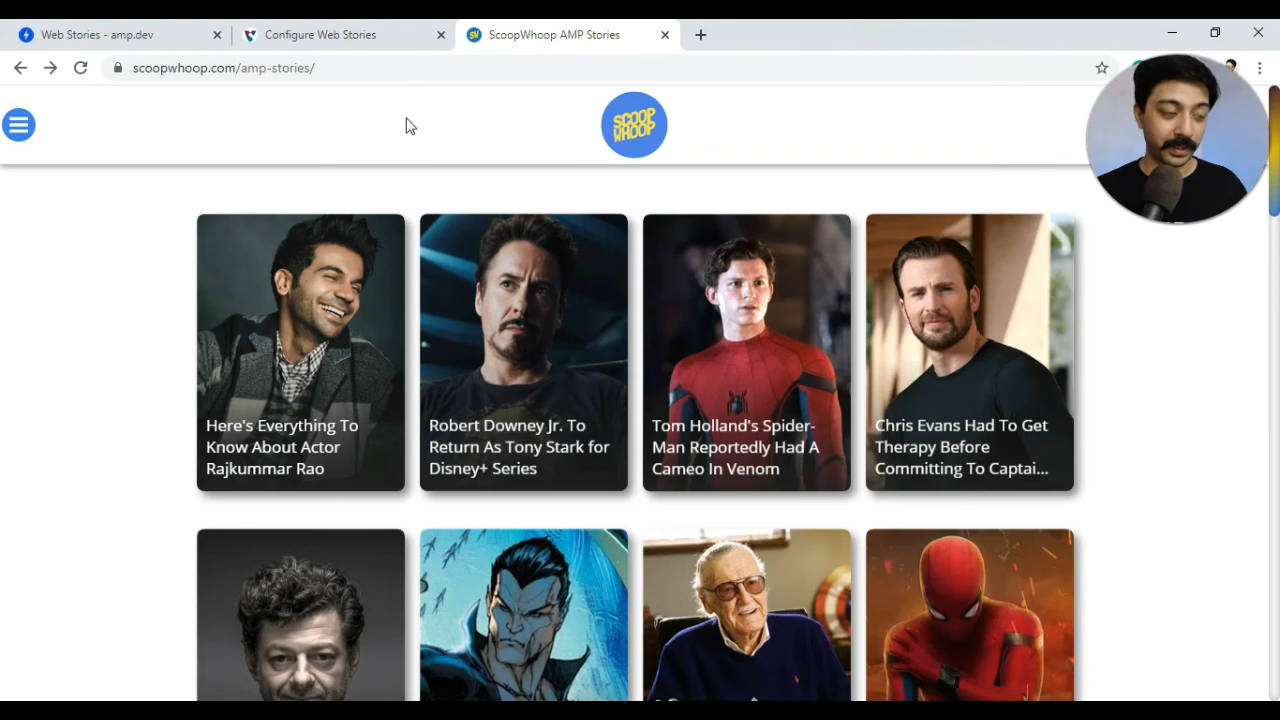 Web Stories - amp.dev
Configure Web Stories
ScoopWhoop AMP Stories
scoopwhoop.com/amp-stories/
SCOOP
WHOOP
Here's Everything To
Know About Actor
Rajkummar Rao
Robert Downey Jr. To
Return As Tony Stark for
Disney+ Series
Tom Holland's Spider-
Man Reportedly Had A
Cameo In Venom
Chris Evans Had To Get
Therapy Before
Committing To Captai...